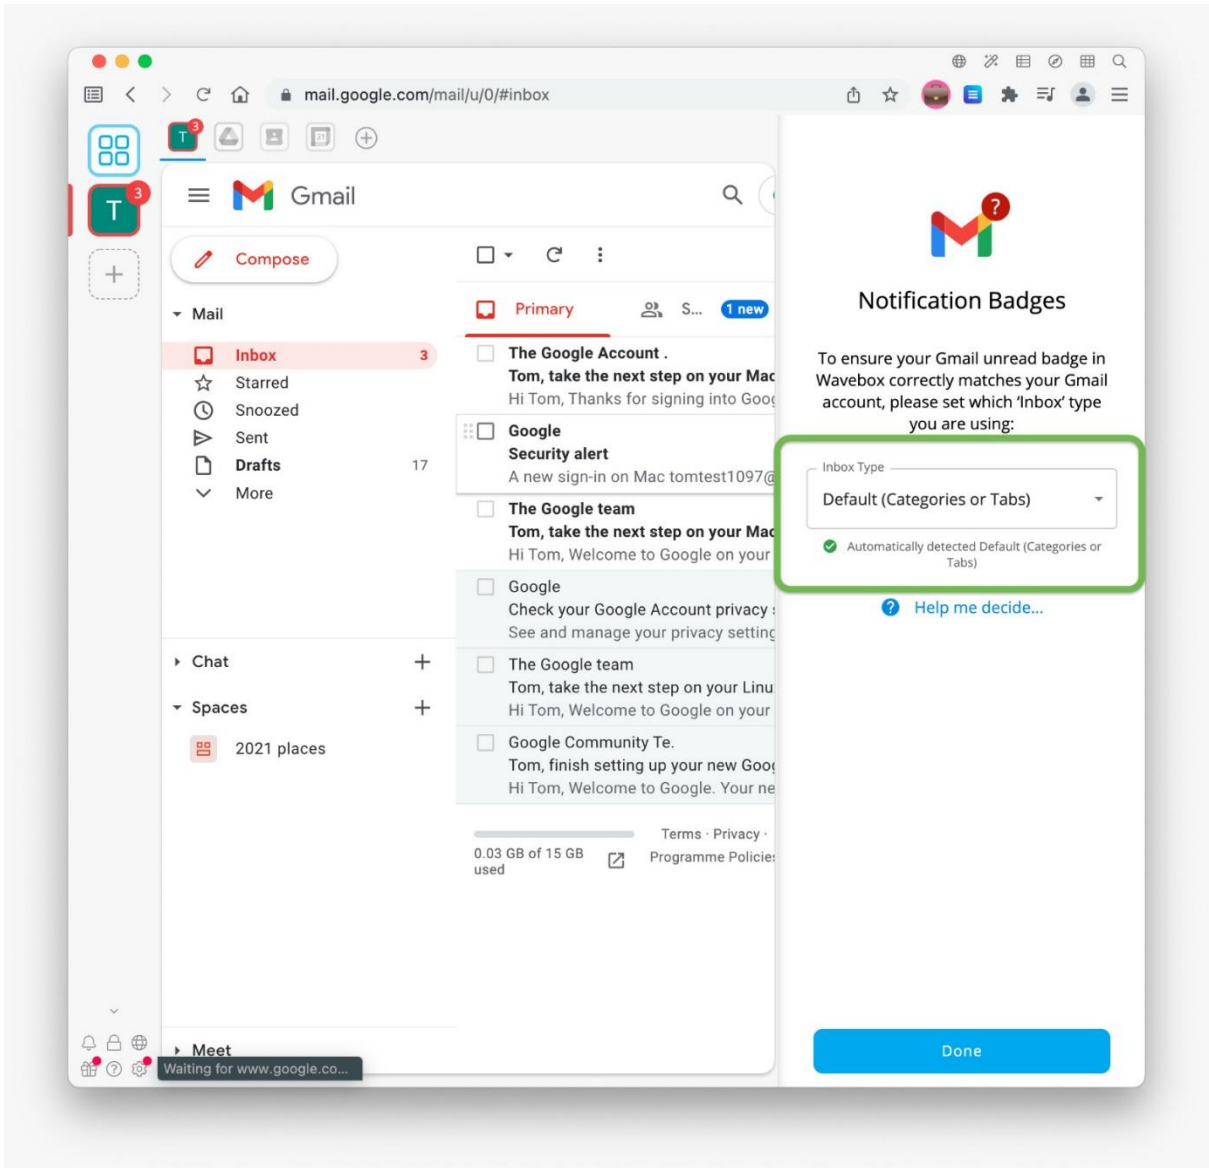 mail.google.com/mail/u/0/#inbox
T
3
31
T
3
Gmail
Compose
Mail
Inbox 3
Starred
Snoozed
Sent
Drafts 17
More
Chat
Spaces
2021 places
Meet
Waiting for www.google.co...
Primary
S... 1 new
The Google Account .
Tom, take the next step on your Mac
Hi Tom, Thanks for signing into Goog
Google
Security alert
A new sign-in on Mac tomtest1097@
The Google team
Tom, take the next step on your Mac
Hi Tom, Welcome to Google on your
Google
Check your Google Account privacy s
See and manage your privacy setting
The Google team
Tom, take the next step on your Linu
Hi Tom, Welcome to Google on your
Google Community Te.
Tom, finish setting up your new Goog
Hi Tom, Welcome to Google. Your ne
0.03 GB of 15 GB
used
Terms · Privacy ·
Programme Policies
?
Notification Badges
To ensure your Gmail unread badge in
Wavebox correctly matches your Gmail
account, please set which ‘Inbox’ type
you are using:
Inbox Type
Default (Categories or Tabs)
Automatically detected Default (Categories or
Tabs)
? Help me decide...
Done